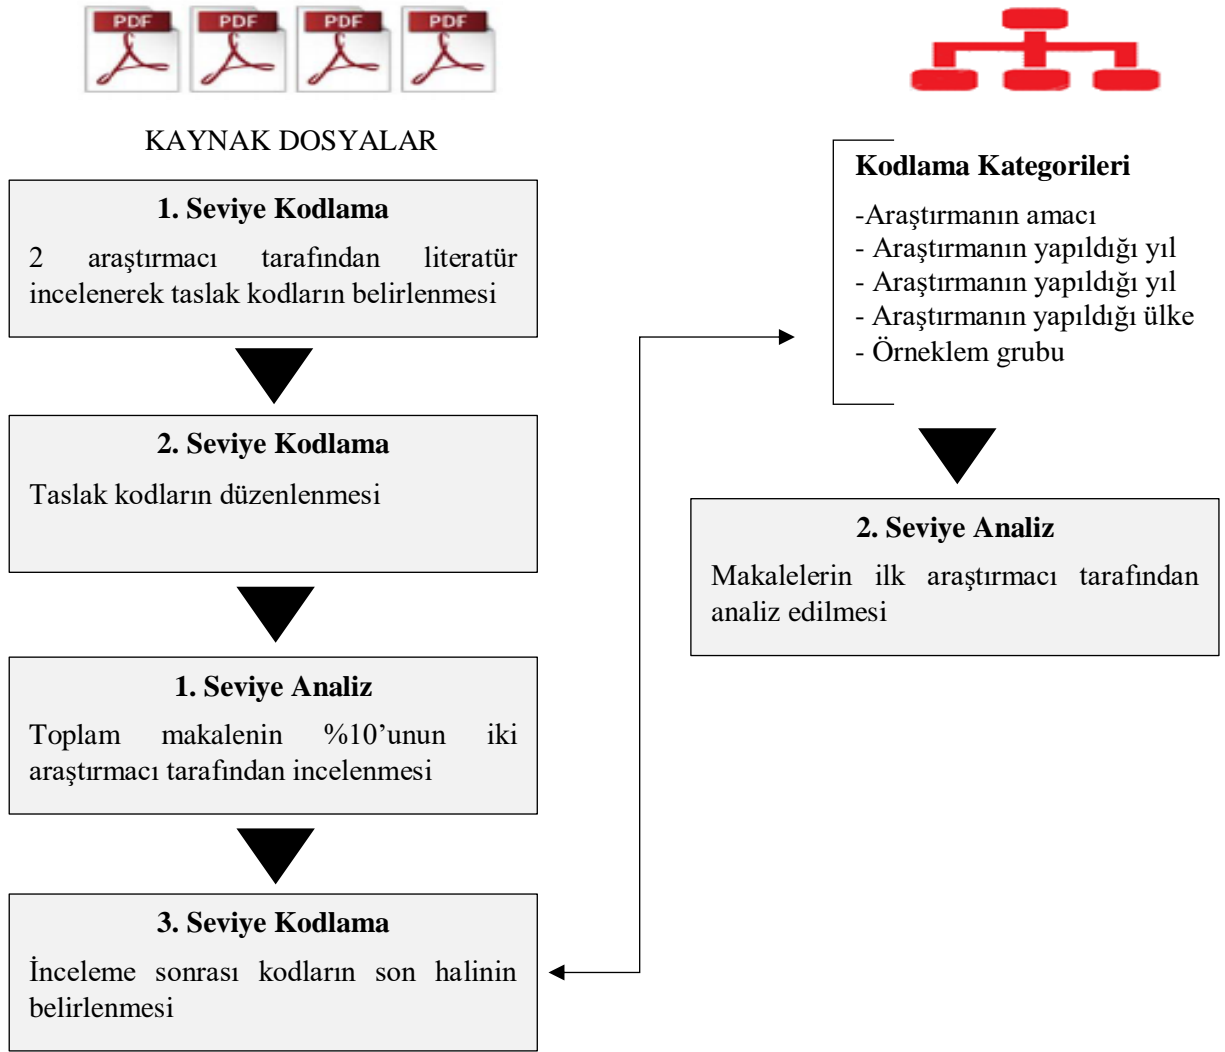 PDF PDF PDF PDF
KAYNAK DOSYALAR
1. Seviye Kodlama
2 araştırmacı tarafından literatür
incelenerek taslak kodların belirlenmesi
2. Seviye Kodlama
Taslak kodların düzenlenmesi
1. Seviye Analiz
Toplam makalenin %10’unun iki
araştırmacı tarafından incelenmesi
3. Seviye Kodlama
İnceleme sonrası kodların son halinin
belirlenmesi
Kodlama Kategorileri
-Araştırmanın amacı
- Araştırmanın yapıldığı yıl
- Araştırmanın yapıldığı yıl
- Araştırmanın yapıldığı ülke
- Örneklem grubu
2. Seviye Analiz
Makalelerin ilk araştırmacı tarafından
analiz edilmesi